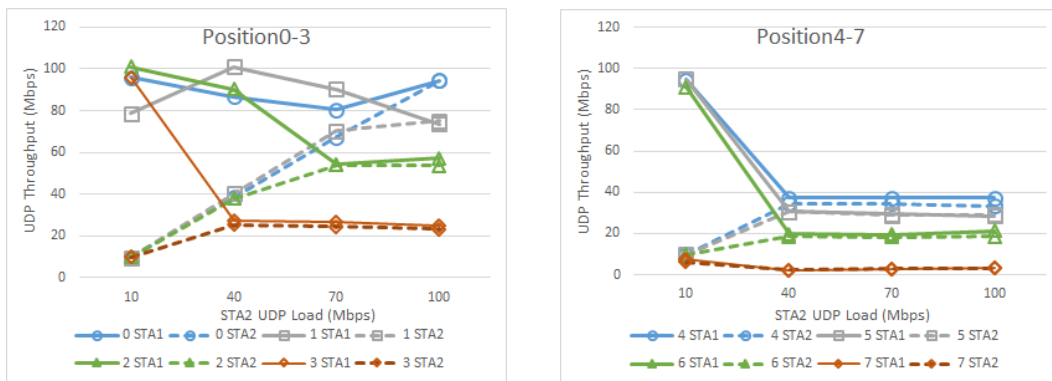 Position0-3
UDP Throughput (Mbps)
120
100
80
60
40
20
0
10 40 70 100
STA2 UDP Load (Mbps)
0 STA1 0 STA2 1 STA1 1 STA2
2 STA1 2 STA2 3 STA1 3 STA2
Position4-7
UDP Throughput (Mbps)
120
100
80
60
40
20
0
10 40 70 100
STA2 UDP Load (Mbps)
4 STA1 4 STA2 5 STA1 5 STA2
6 STA1 6 STA2 7 STA1 7 STA2